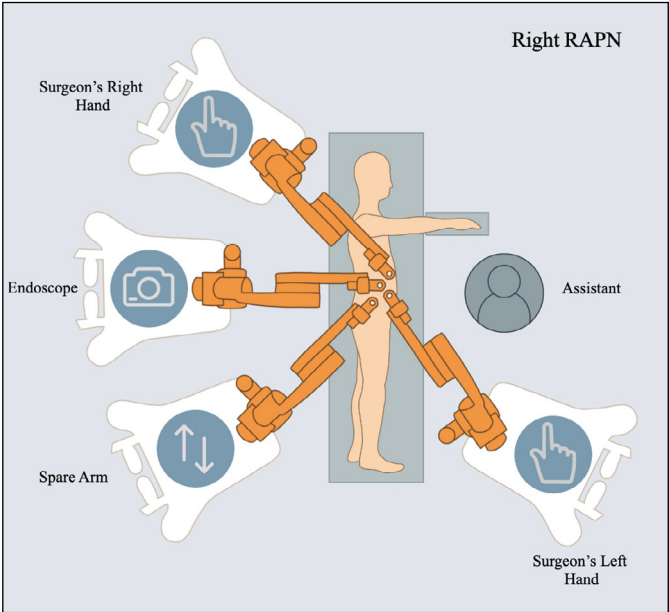 Right RAPN
Surgeon's Right
Hand
Endoscope
Assistant
Spare Arm
Surgeon's Left
Hand